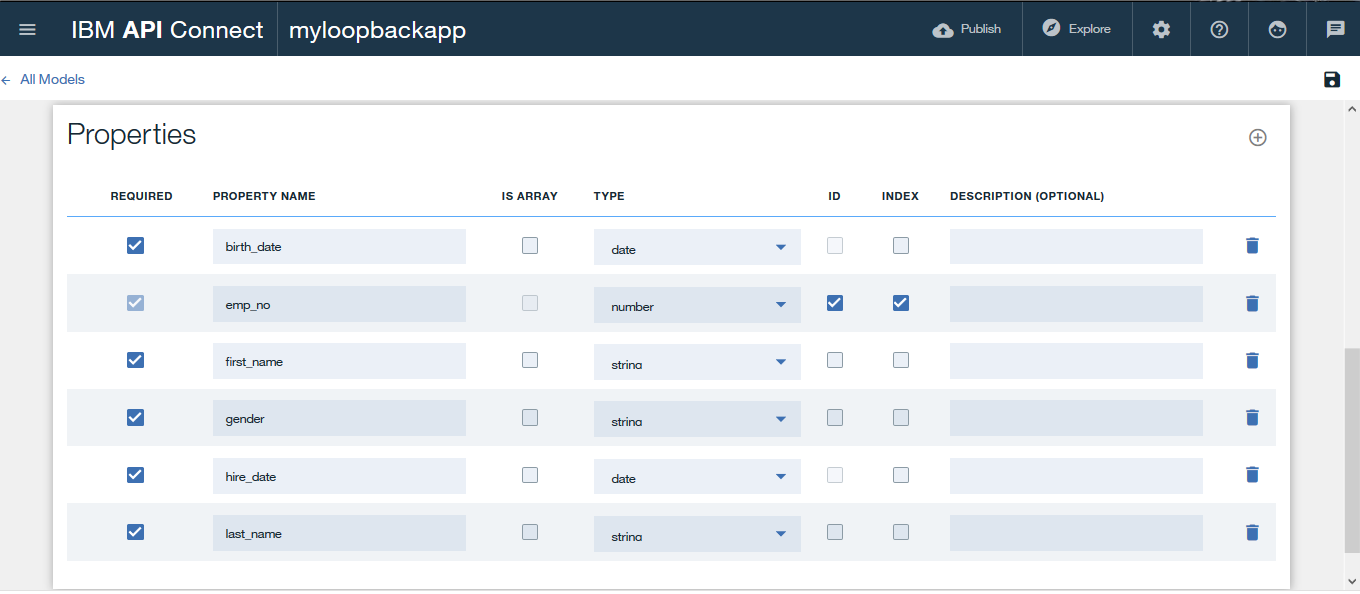 IBM API Connect myloopbackapp Publish Explore
All Models
Properties
REQUIRED PROPERTY NAME IS ARRAY TYPE ID INDEX DESCRIPTION (OPTIONAL)
birth_date date
emp_no number
first_name string
gender string
hire_date date
last_name string